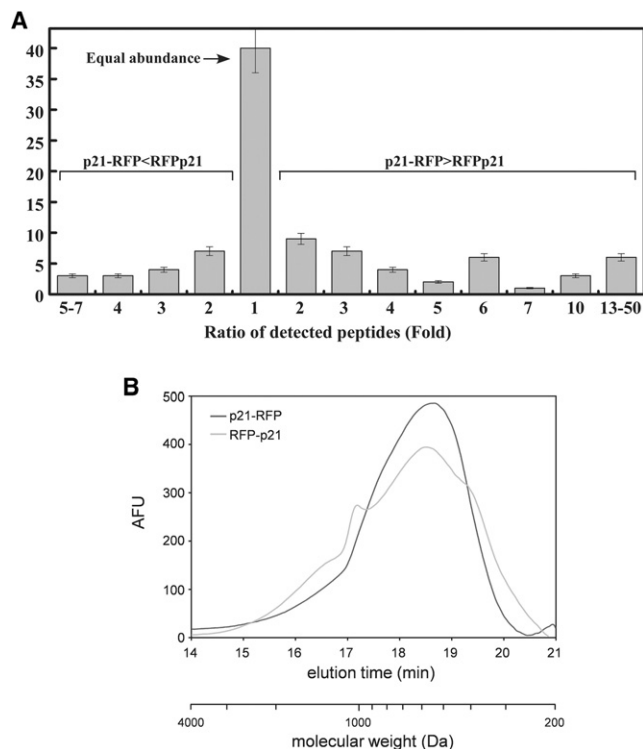 A
40
Equal abundance
30
p21-RFP<RFPp21 p21-RFP>RFPp21
20
10
5
0
5-7 4 3 2 1 2 3 4 5 6 7 10 13-50
Ratio of detected peptides (Fold)
B
500
p21-RFP
RFP-p21
400
300
AFU
200
100
0
14 15 16 17 18 19 20 21
elution time (min)
4000 1000 200
molecular weight (Da)